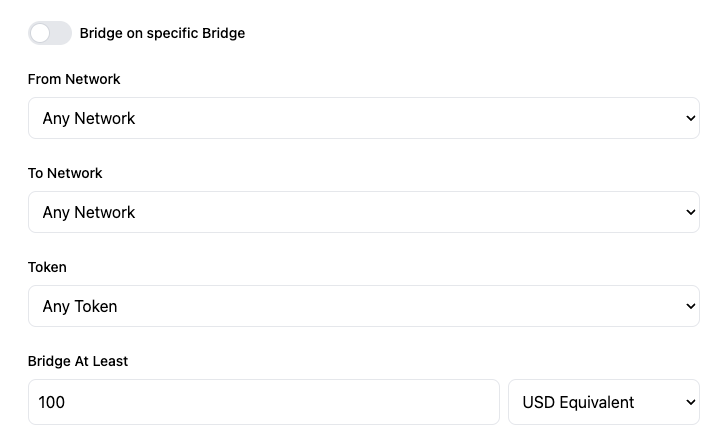 Bridge on specific Bridge
From Network
Any Network
To Network
Any Network
Token
Any Token
Bridge At Least
100 USD Equivalent